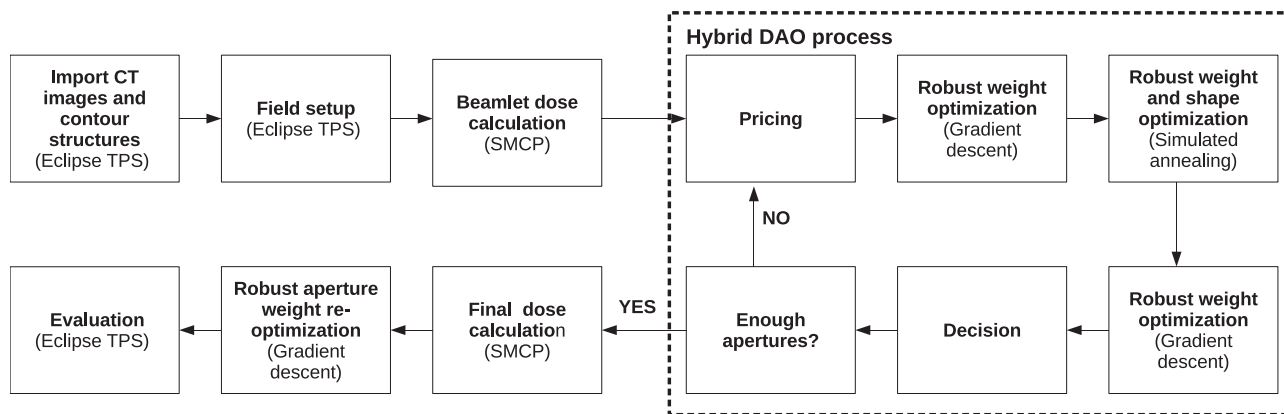 Hybrid DAO process
Import CT
images and
contour
structures
(Eclipse TPS)
Field setup
(Eclipse TPS)
Beamlet dose
calculation
(SMCP)
Pricing
Robust weight
optimization
(Gradient
descent)
Robust weight
and shape
optimization
(Simulated
annealing)
NO
Evaluation
(Eclipse TPS)
Robust aperture
weight re-
optimization
(Gradient
descent)
Final dose
calculation
(SMCP)
YES
Enough
apertures?
Decision
Robust weight
optimization
(Gradient
descent)